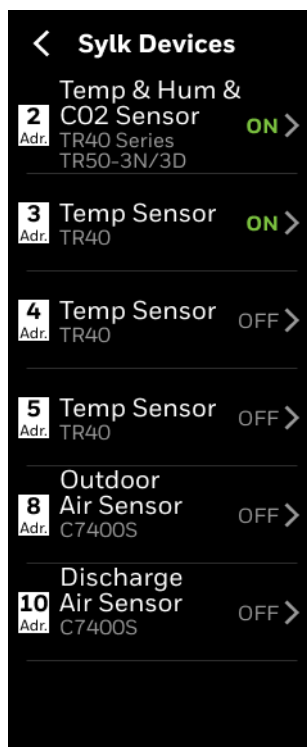 Sylk Devices
Temp & Hum &
2 CO2 Sensor ON
Adr. TR40 Series
TR50-3N/3D
3 Temp Sensor ON
Adr. TR40
4 Temp Sensor OFF
Adr. TR40
5 Temp Sensor OFF
Adr. TR40
Outdoor
8 Air Sensor OFF
Adr. C7400S
Discharge
10 Air Sensor OFF
Adr. C7400S